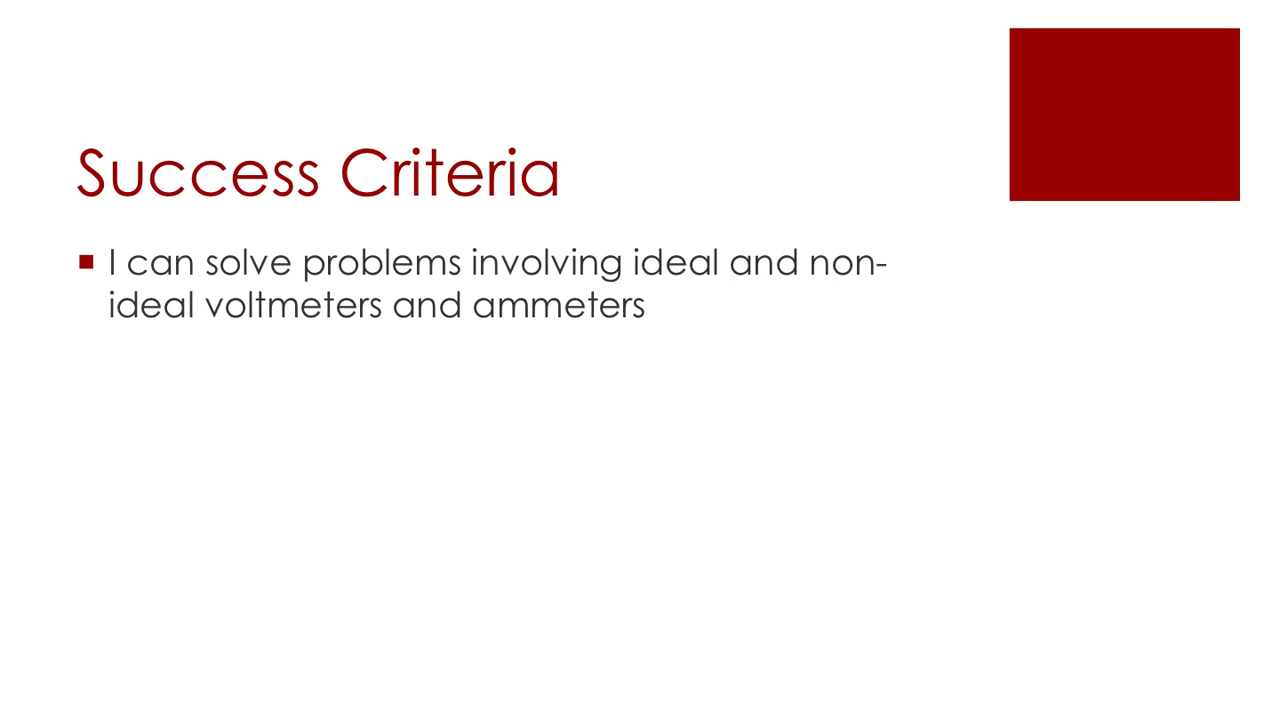 Success Criteria
I can solve problems involving ideal and non-
ideal voltmeters and ammeters